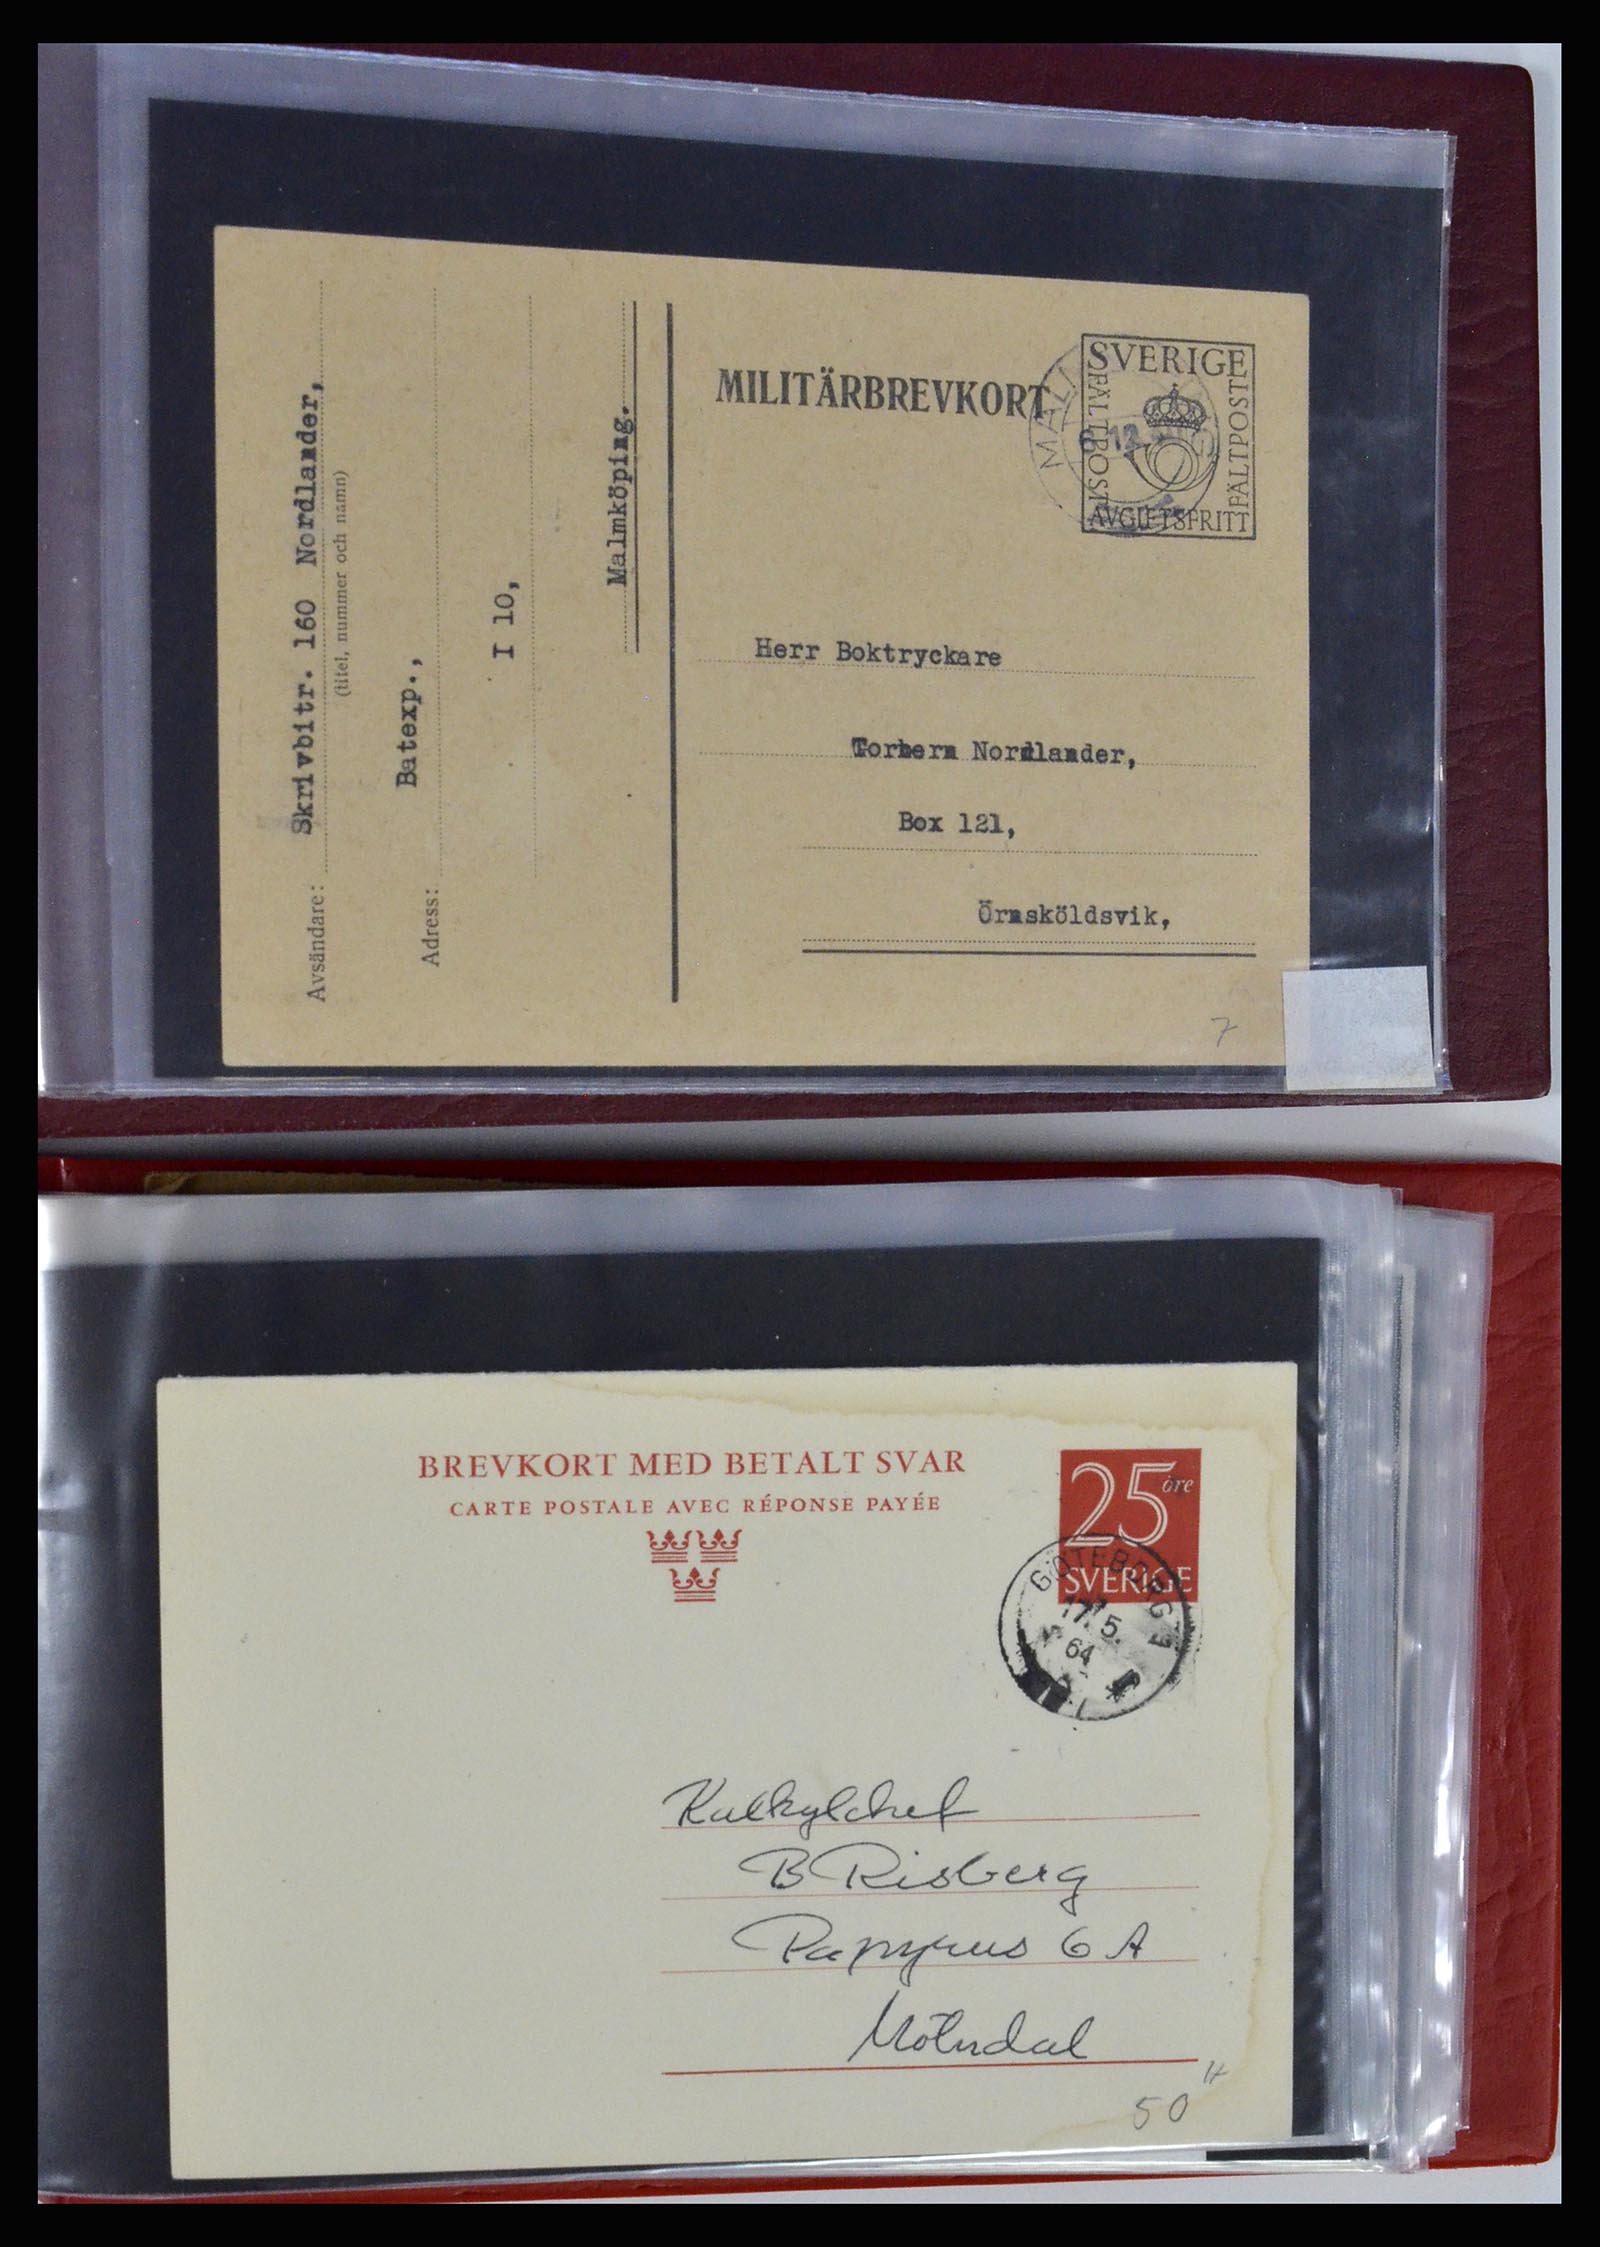 Avsändare: Skrivbitr. 160 Nordlander,
(titel, nummer och namn)
Adress: Batexp.,
I 10,
Malmköping.
MILITÄRBREVKORT
SVERIGE
FÄLTPOST
FÄLTPOSTE
AVGIFTSFRITT
Herr Boktryckare
Torbern Nordlander,
Box 121,
Örnsköldsvik,
7
BREVKORT MED BETALT SVAR
CARTE POSTALE AVEC RÉPONSE PAYÉE
25 öre
SVERIGE
GÖTEBORG
17.5.
64
Kalkylchef
B Risberg
Papyrus 6 A
Mölndal
50